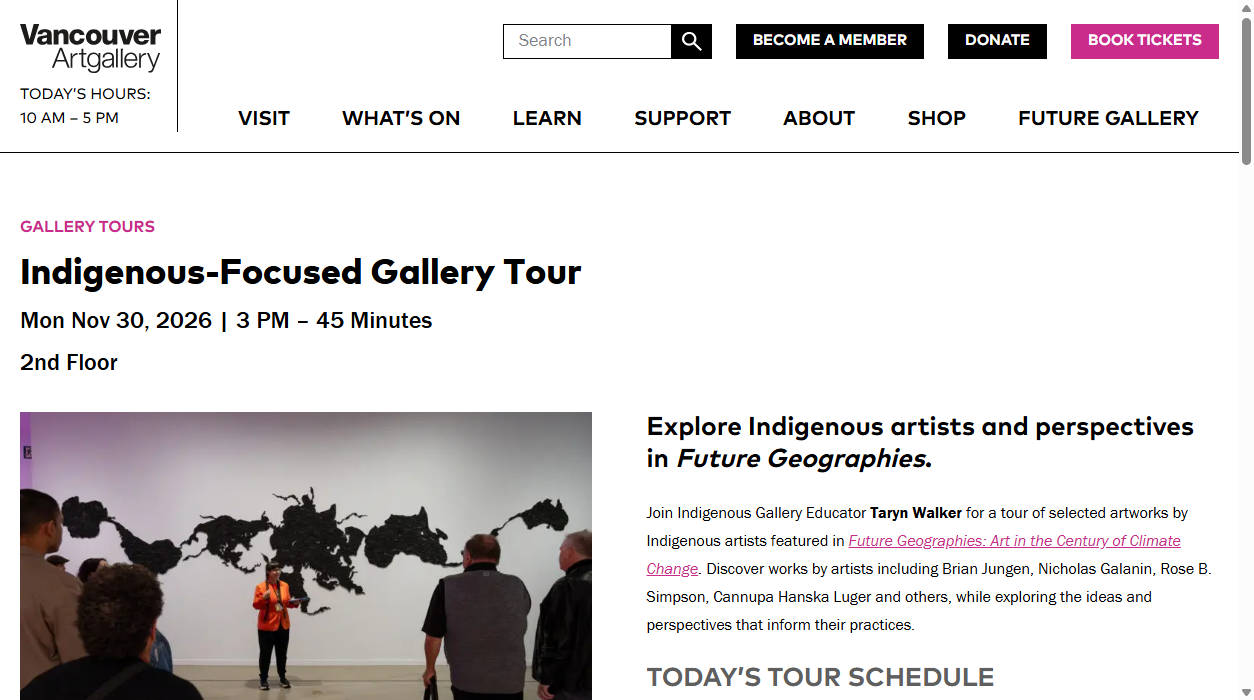 Vancouver
Artgallery
TODAY'S HOURS:
10 AM – 5 PM
Search
BECOME A MEMBER
DONATE
BOOK TICKETS
VISIT
WHAT'S ON
LEARN
SUPPORT
ABOUT
SHOP
FUTURE GALLERY
GALLERY TOURS
Indigenous-Focused Gallery Tour
Mon Nov 30, 2026 | 3 PM – 45 Minutes
2nd Floor
Explore Indigenous artists and perspectives
in Future Geographies.
Join Indigenous Gallery Educator Taryn Walker for a tour of selected artworks by
Indigenous artists featured in Future Geographies: Art in the Century of Climate
Change. Discover works by artists including Brian Jungen, Nicholas Galanin, Rose B.
Simpson, Cannupa Hanska Luger and others, while exploring the ideas and
perspectives that inform their practices.
TODAY'S TOUR SCHEDULE